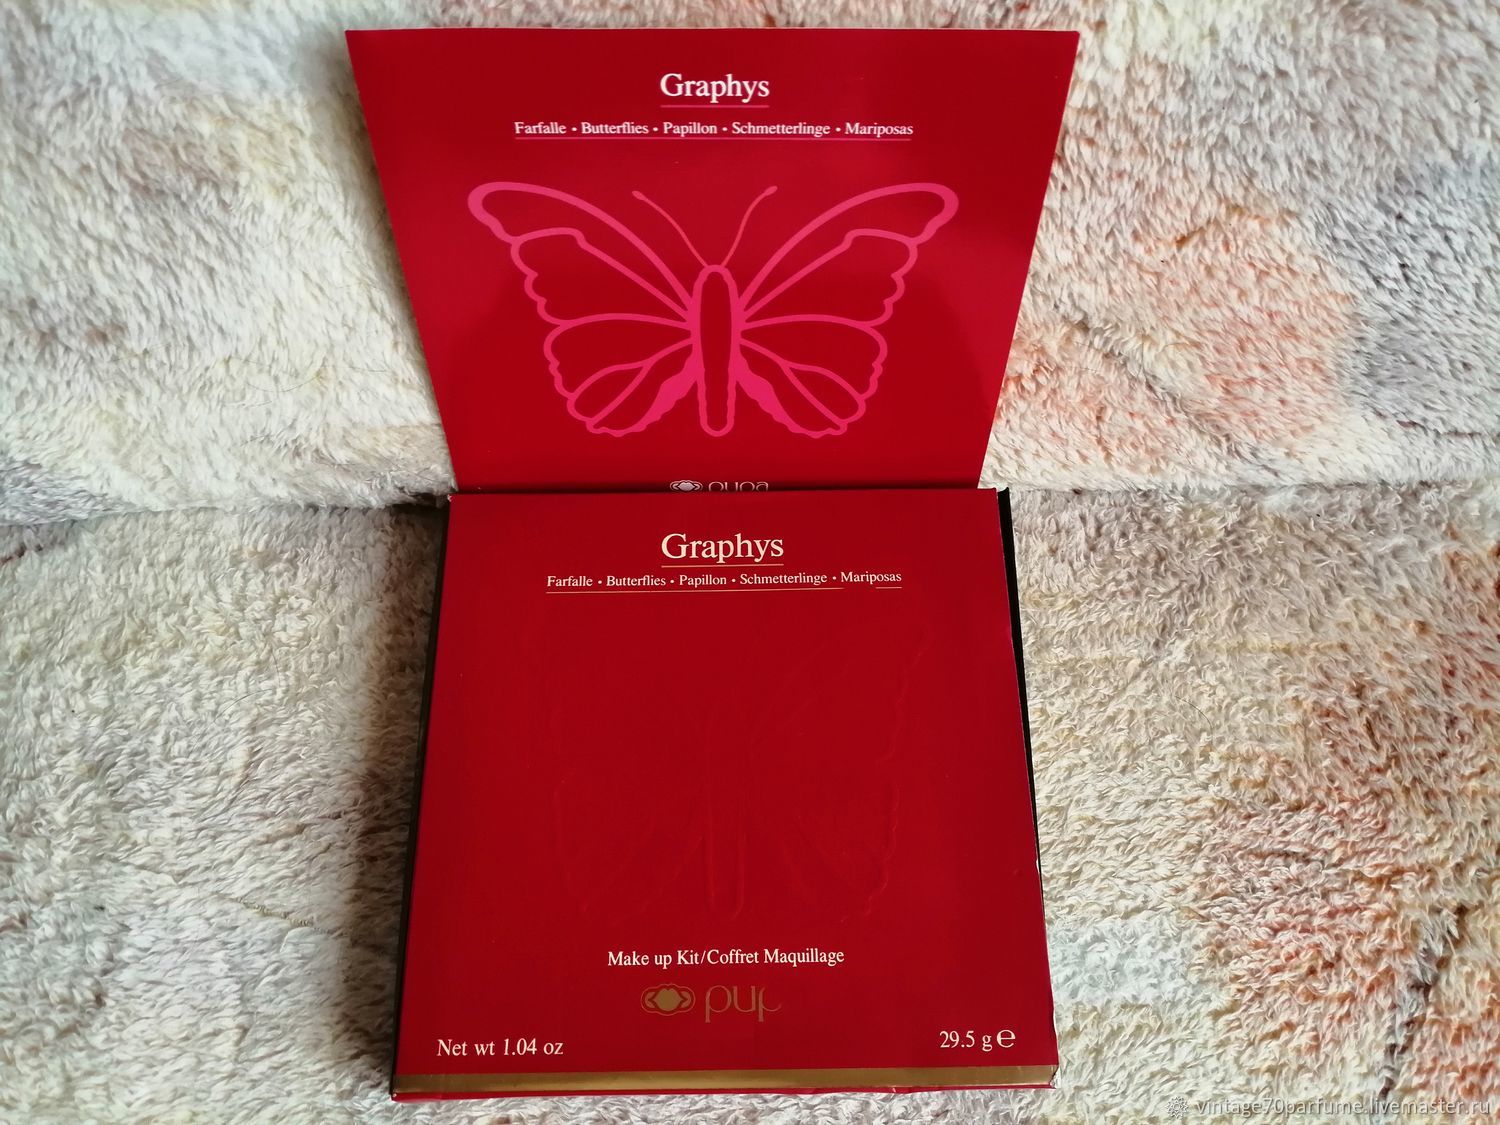 Graphys
Farfalle • Butterflies • Papillon • Schmetterlinge • Mariposas
pupa
Graphys
Farfalle • Butterflies • Papillon • Schmetterlinge • Mariposas
Make up Kit/Coffret Maquillage
Net wt 1.04 oz
29.5 g ℮
vintage70parfume.livemaster.ru